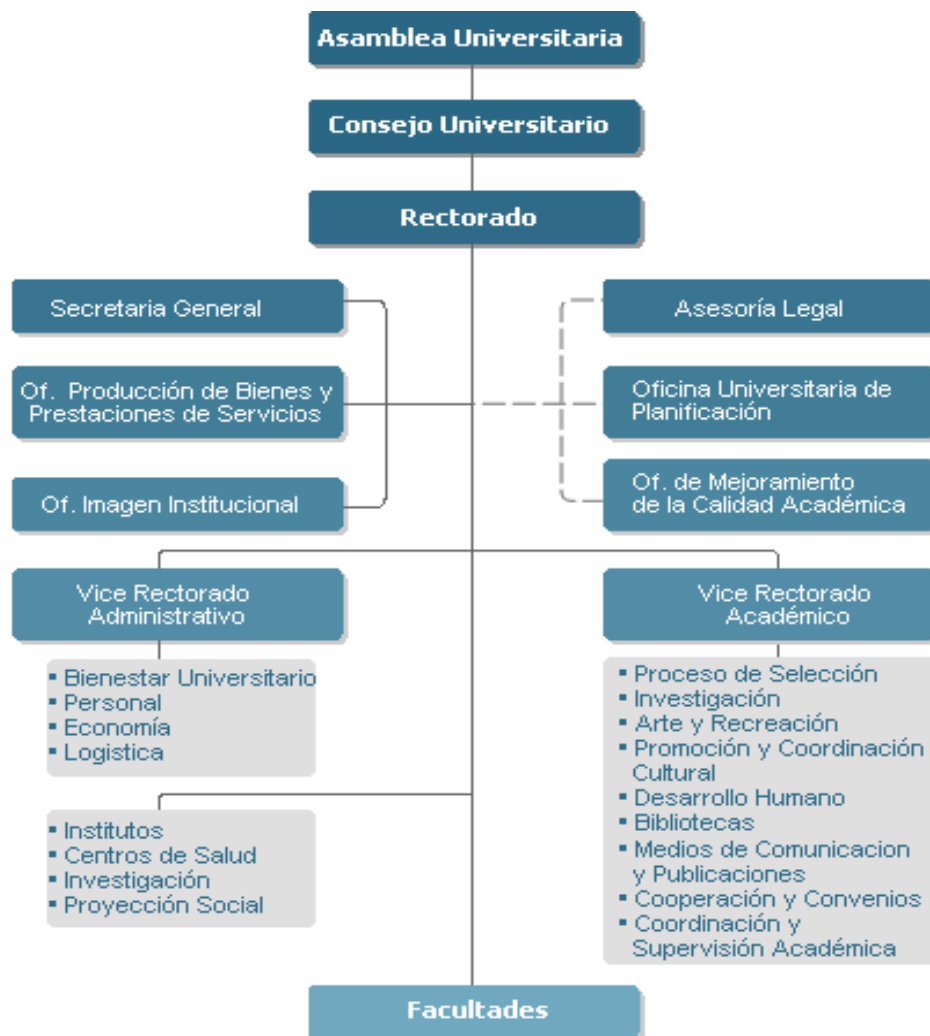 Asamblea Universitaria
Consejo Universitario
Rectorado
Secretaria General
Of. Producción de Bienes y
Prestaciones de Servicios
Of. Imagen Institucional
Asesoría Legal
Oficina Universitaria de
Planificación
Of. de Mejoramiento
de la Calidad Académica
Vice Rectorado
Administrativo
▪ Bienestar Universitario
▪ Personal
▪ Economía
▪ Logistica
Vice Rectorado
Académico
▪ Proceso de Selección
▪ Investigación
▪ Arte y Recreación
▪ Promoción y Coordinación
Cultural
▪ Desarrollo Humano
▪ Bibliotecas
▪ Medios de Comunicacion
y Publicaciones
▪ Cooperación y Convenios
▪ Coordinación y
Supervisión Académica
▪ Institutos
▪ Centros de Salud
▪ Investigación
▪ Proyección Social
Facultades